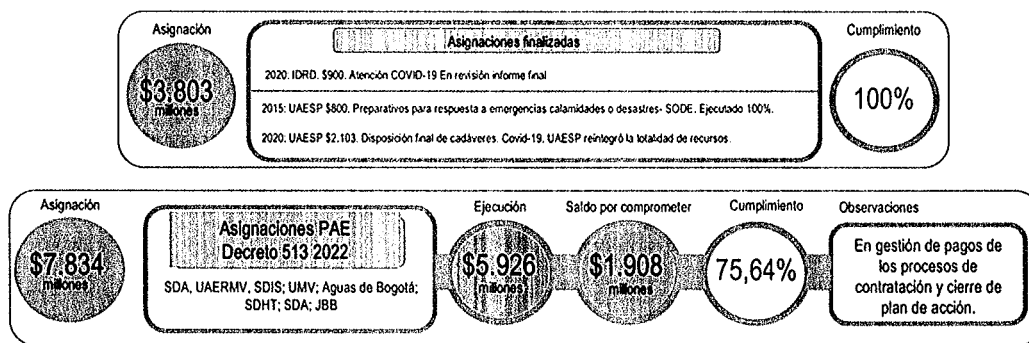 Asignación
$3.803
millones
Asignaciones finalizadas
2020: IDRD. $900. Atención COVID-19 En revisión informe final
2015: UAESP $800. Preparativos para respuesta a emergencias calamidades o desastres- SODE. Ejecutado 100%.
2020: UAESP $2.103. Disposición final de cadáveres. Covid-19. UAESP reintegró la totalidad de recursos.
Cumplimiento
100%
Asignación
$7.834
millones
Asignaciones PAE
Decreto 513 2022
SDA, UAERMV, SDIS; UMV; Aguas de Bogotá;
SDHT; SDA; JBB
Ejecución
$5.926
millones
Saldo por comprometer
$1.908
millones
Cumplimiento
75,64%
Observaciones
En gestión de pagos de
los procesos de
contratación y cierre de
plan de acción.